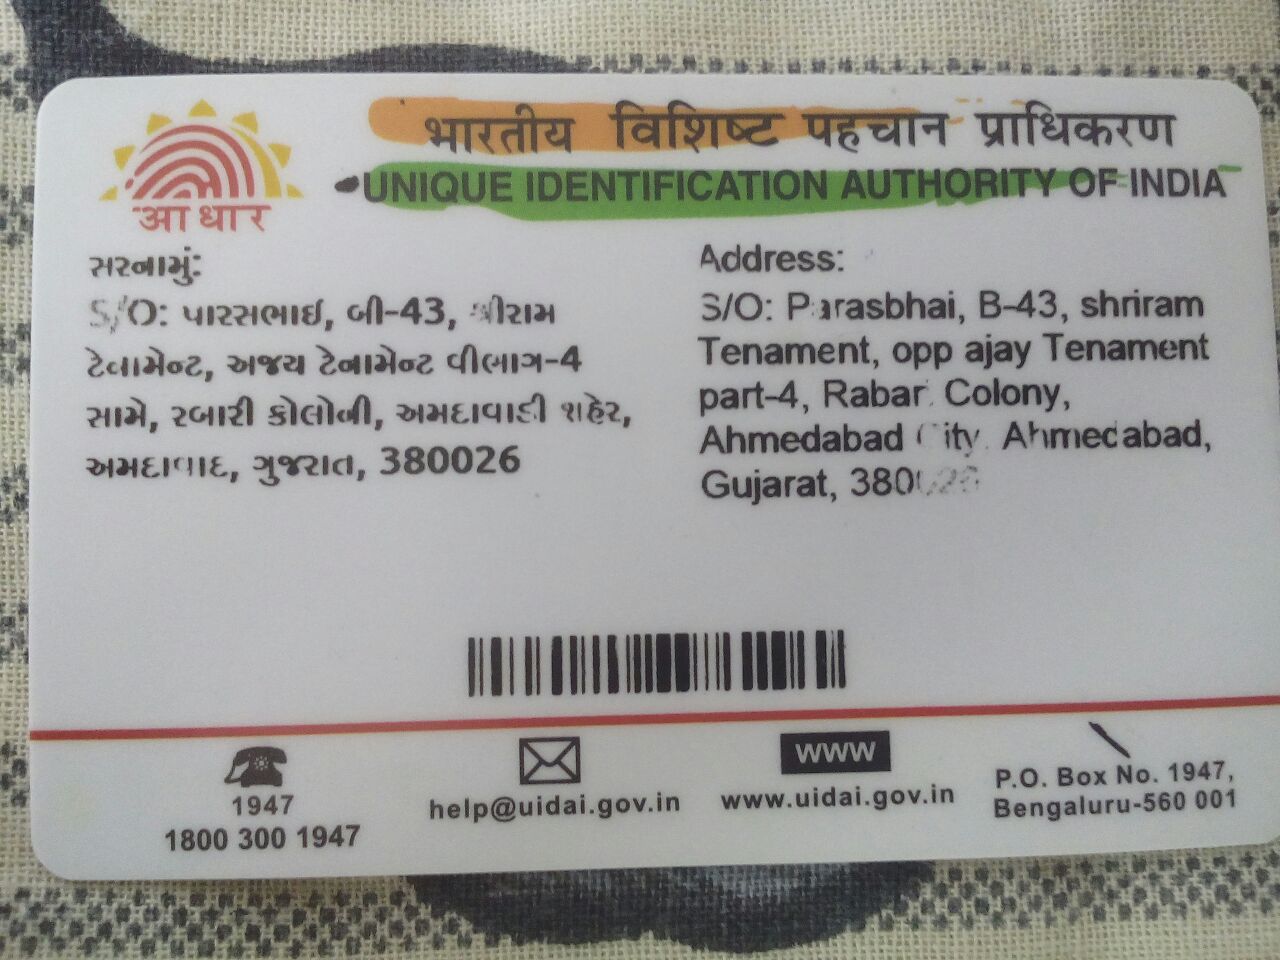 भारतीय विशिष्ट पहचान प्राधिकरण
UNIQUE IDENTIFICATION AUTHORITY OF INDIA
आधार
સરનામું:
S/O: પારસભાઇ, બી-43, શ્રીરામ
ટેનામેન્ટ, અજય ટેનામેન્ટ વીભાગ-4
સામે, રબારી કોલોની, અમદાવાદી શહેર,
અમદાવાદ, ગુજરાત, 380026
Address:
S/O: Parasbhai, B-43, shriram
Tenament, opp ajay Tenament
part-4, Rabari Colony,
Ahmedabad City, Ahmedabad,
Gujarat, 380026
1947
1800 300 1947
help@uidai.gov.in
www
www.uidai.gov.in
P.O. Box No. 1947,
Bengaluru-560 001